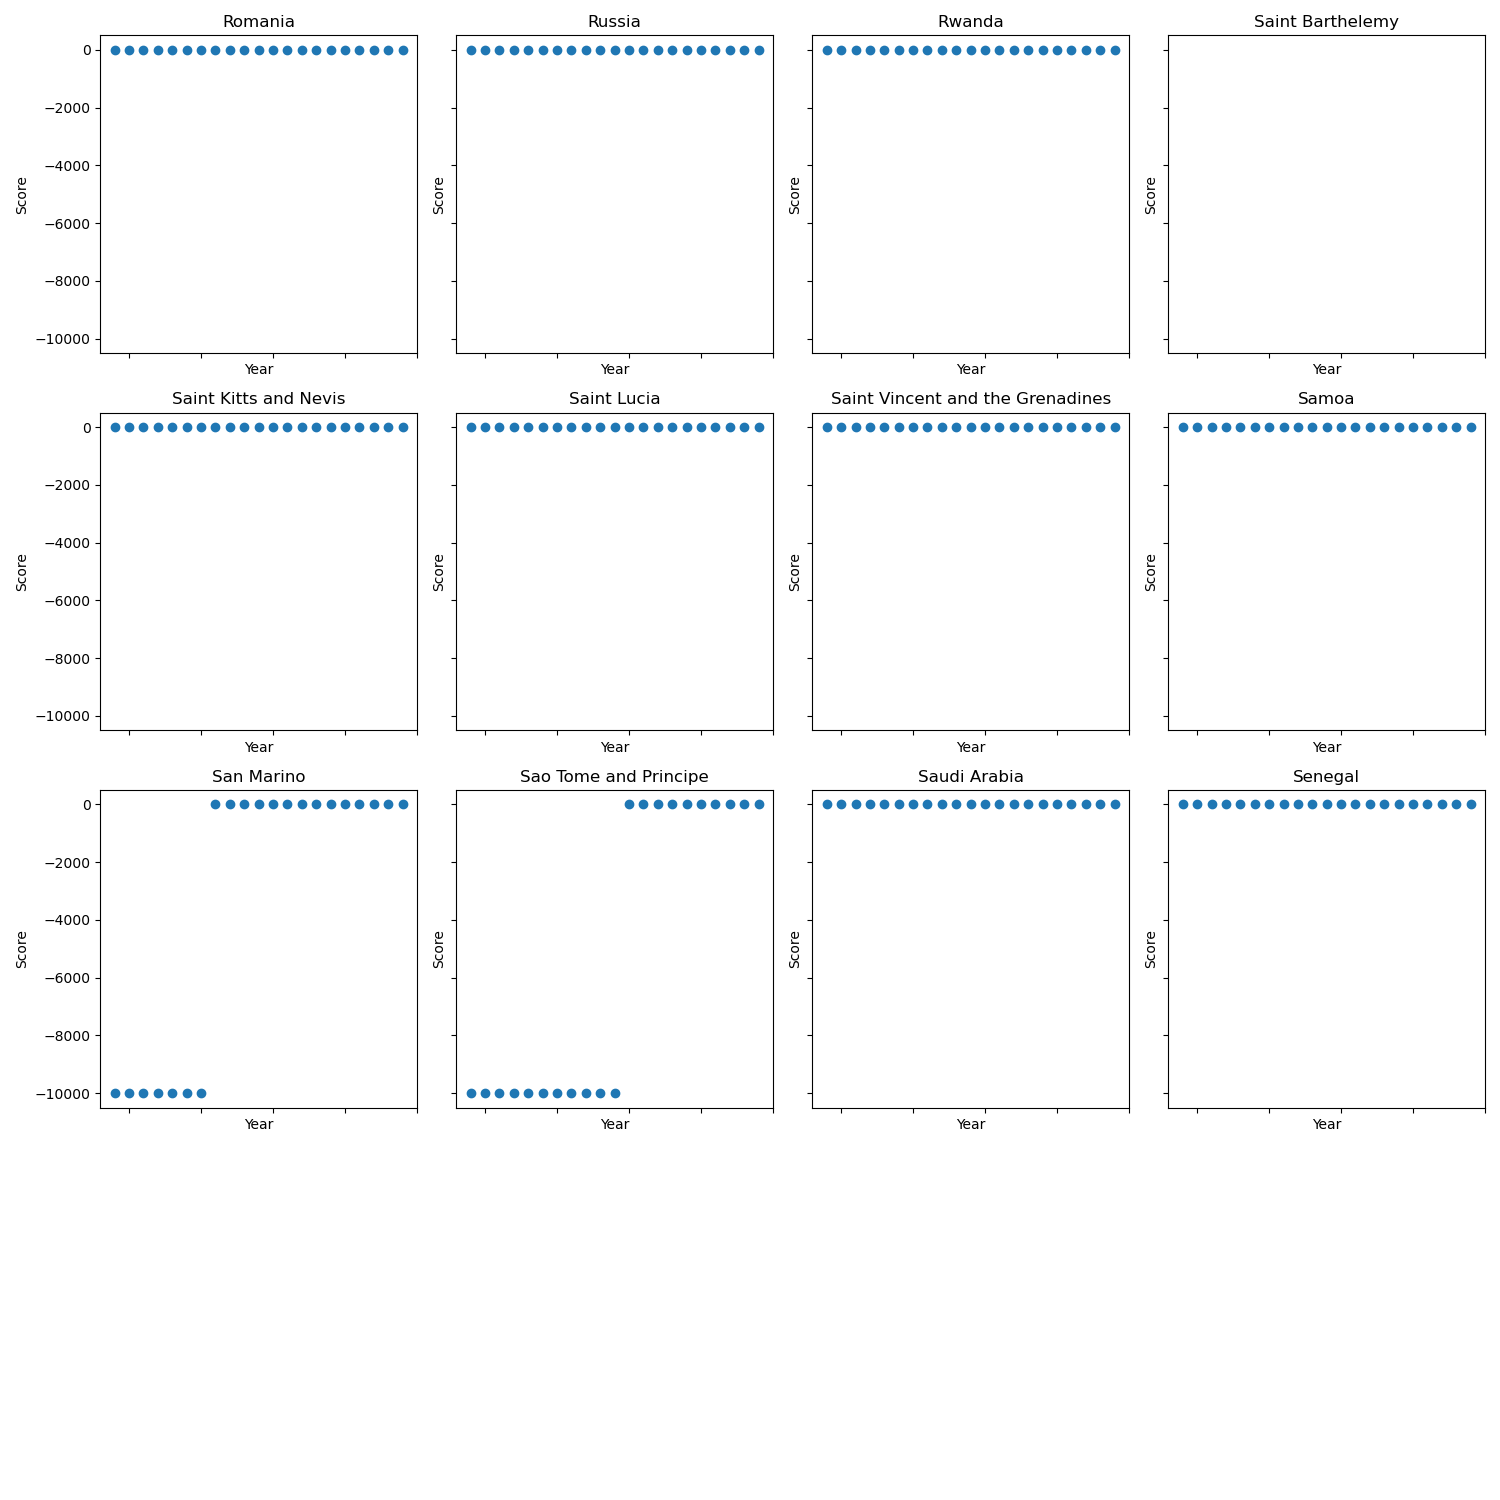 Romania Russia Rwanda Saint Barthelemy
0
−2000
−4000
−6000
−8000
−10000
Score Score Score Score
Year Year Year Year
Saint Kitts and Nevis Saint Lucia Saint Vincent and the Grenadines Samoa
0
−2000
−4000
−6000
−8000
−10000
Score Score Score Score
Year Year Year Year
San Marino Sao Tome and Principe Saudi Arabia Senegal
0
−2000
−4000
−6000
−8000
−10000
Score Score Score Score
Year Year Year Year